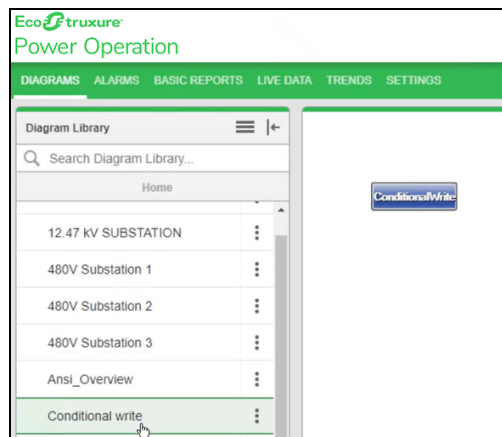 EcoStruxure
Power Operation
DIAGRAMS ALARMS BASIC REPORTS LIVE DATA TRENDS SETTINGS
Diagram Library
Search Diagram Library...
Home
12.47 kV SUBSTATION
480V Substation 1
480V Substation 2
480V Substation 3
Ansi_Overview
Conditional write
ConditionalWrite